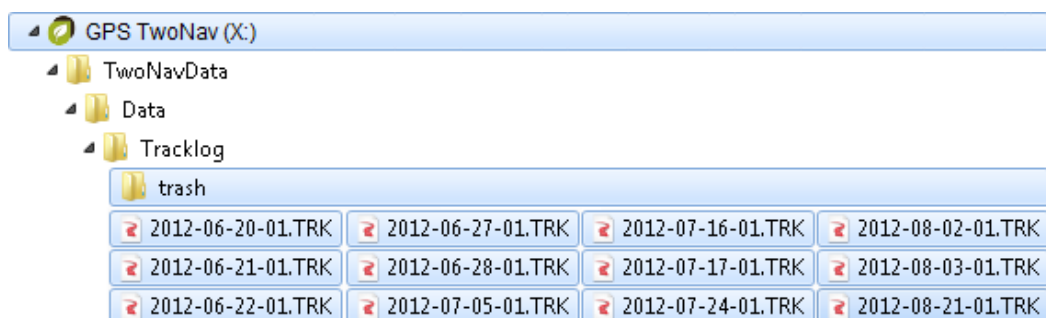 GPS TwoNav (X:)
TwoNavData
Data
Tracklog
trash
2012-06-20-01.TRK 2012-06-27-01.TRK 2012-07-16-01.TRK 2012-08-02-01.TRK
2012-06-21-01.TRK 2012-06-28-01.TRK 2012-07-17-01.TRK 2012-08-03-01.TRK
2012-06-22-01.TRK 2012-07-05-01.TRK 2012-07-24-01.TRK 2012-08-21-01.TRK